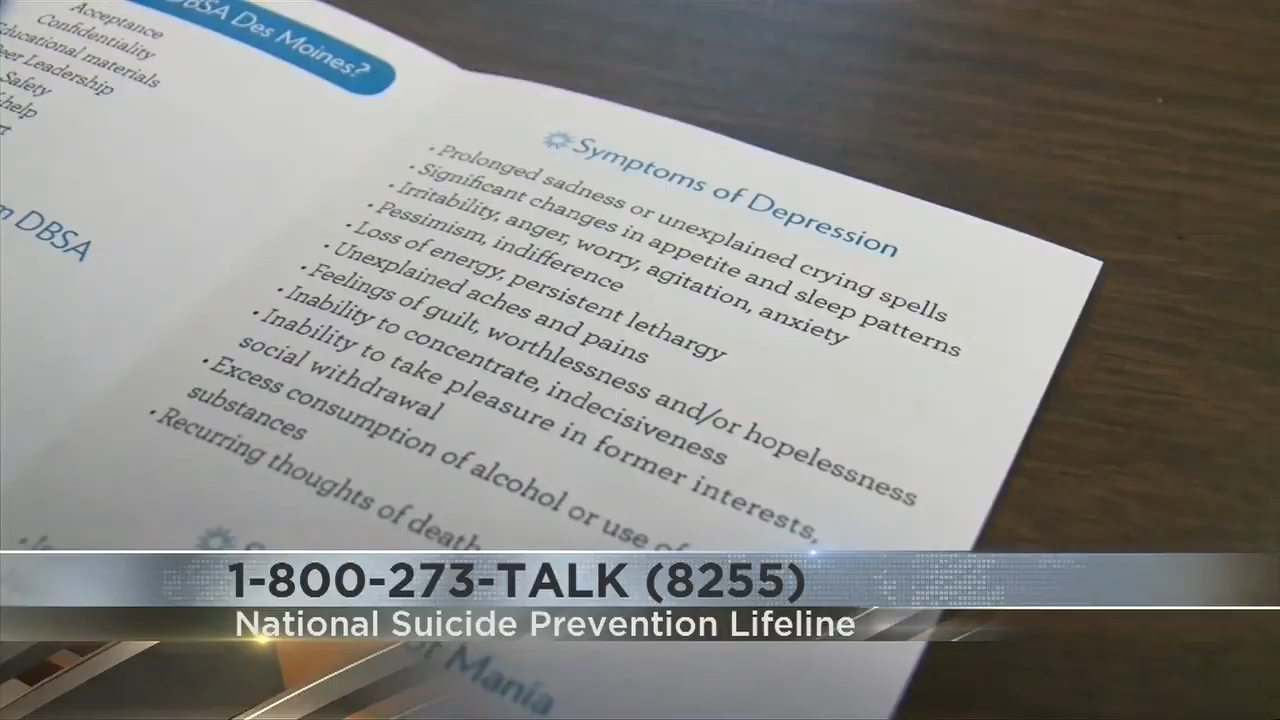 DBSA Des Moines?
Acceptance
Confidentiality
Educational materials
Leadership
Safety
help
DBSA
Symptoms of Depression
• Prolonged sadness or unexplained crying spells
• Significant changes in appetite and sleep patterns
• Irritability, anger, worry, agitation, anxiety
• Pessimism, indifference
• Loss of energy, persistent lethargy
• Unexplained aches and pains
• Feelings of guilt, worthlessness and/or hopelessness
• Inability to concentrate, indecisiveness
• Inability to take pleasure in former interests,
social withdrawal
• Excess consumption of alcohol or use of
substances
• Recurring thoughts of death
1-800-273-TALK (8255)
National Suicide Prevention Lifeline
of Mania